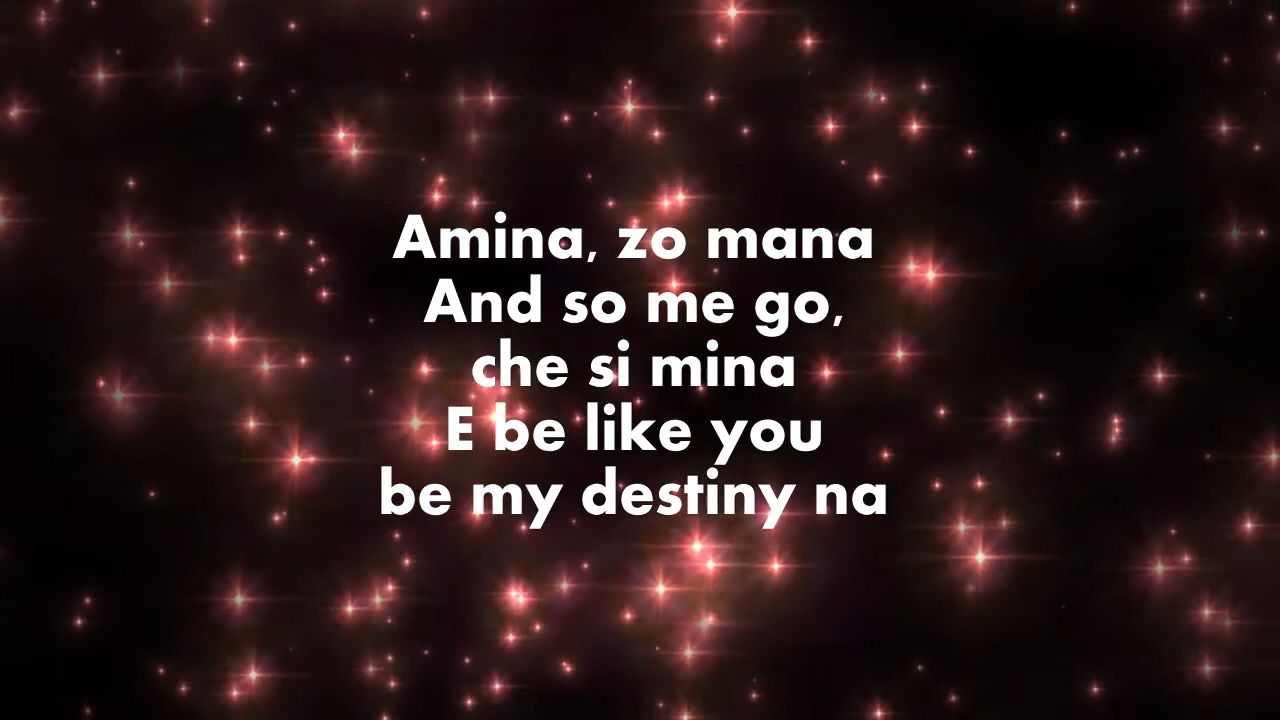 Amina, zo mana
And so me go,
che si mina
E be like you
be my destiny na